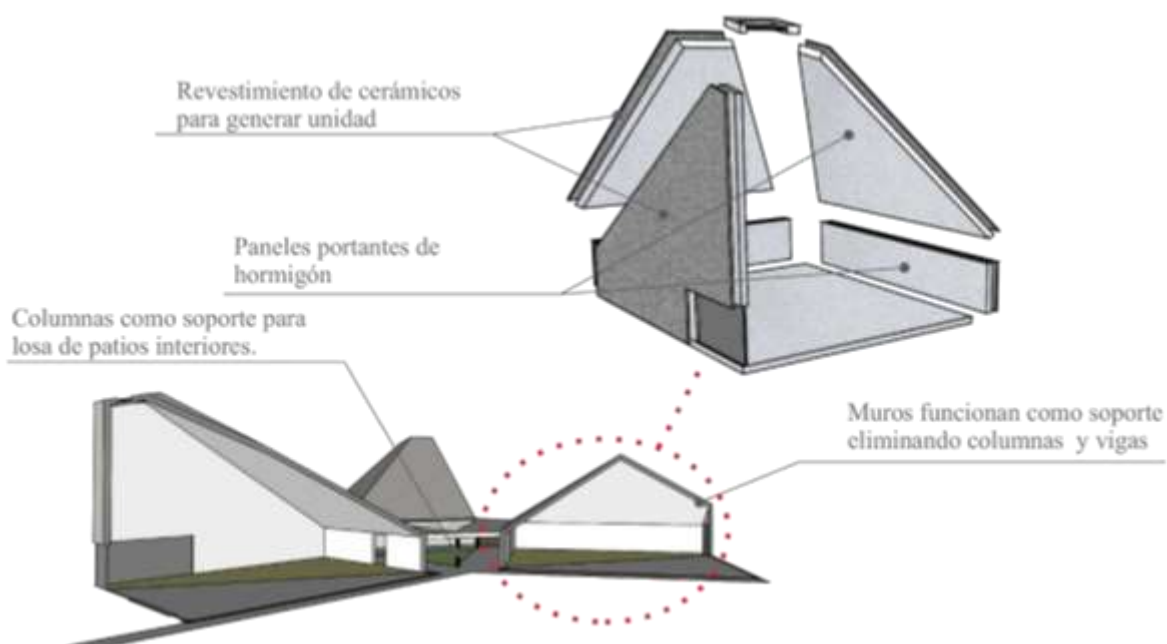 Revestimiento de cerámicos
para generar unidad
Paneles portantes de
hormigón
Columnas como soporte para
losa de patios interiores.
Muros funcionan como soporte
eliminando columnas y vigas